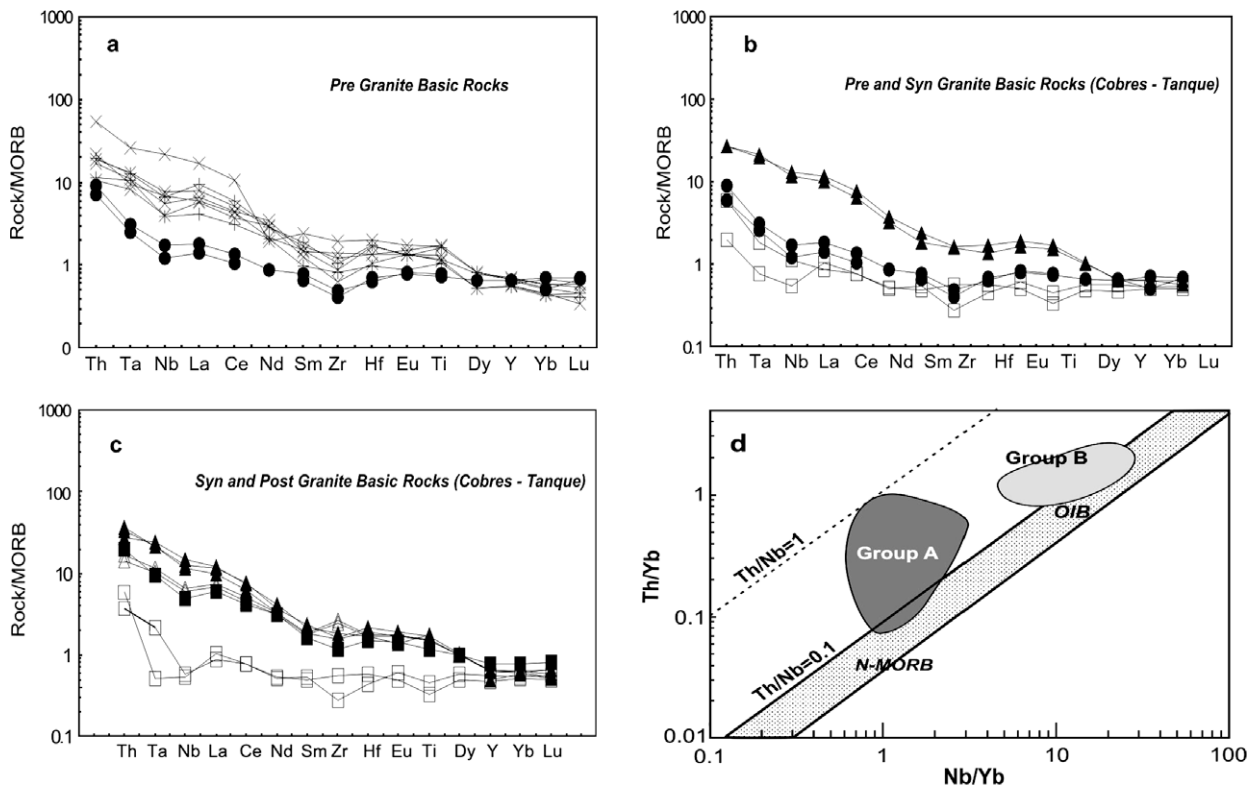 a
Pre Granite Basic Rocks
Rock/MORB
1000
100
10
1
0
Th Ta Nb La Ce Nd Sm Zr Hf Eu Ti Dy Y Yb Lu
b
Pre and Syn Granite Basic Rocks (Cobres - Tanque)
Rock/MORB
1000
100
10
1
0.1
Th Ta Nb La Ce Nd Sm Zr Hf Eu Ti Dy Y Yb Lu
c
Syn and Post Granite Basic Rocks (Cobres - Tanque)
Rock/MORB
1000
100
10
1
0.1
Th Ta Nb La Ce Nd Sm Zr Hf Eu Ti Dy Y Yb Lu
d
Th/Yb
1
0.1
0.01
Group B
OIB
Th/Nb=1
Group A
Th/Nb=0.1
N-MORB
0.1 1 10 100
Nb/Yb